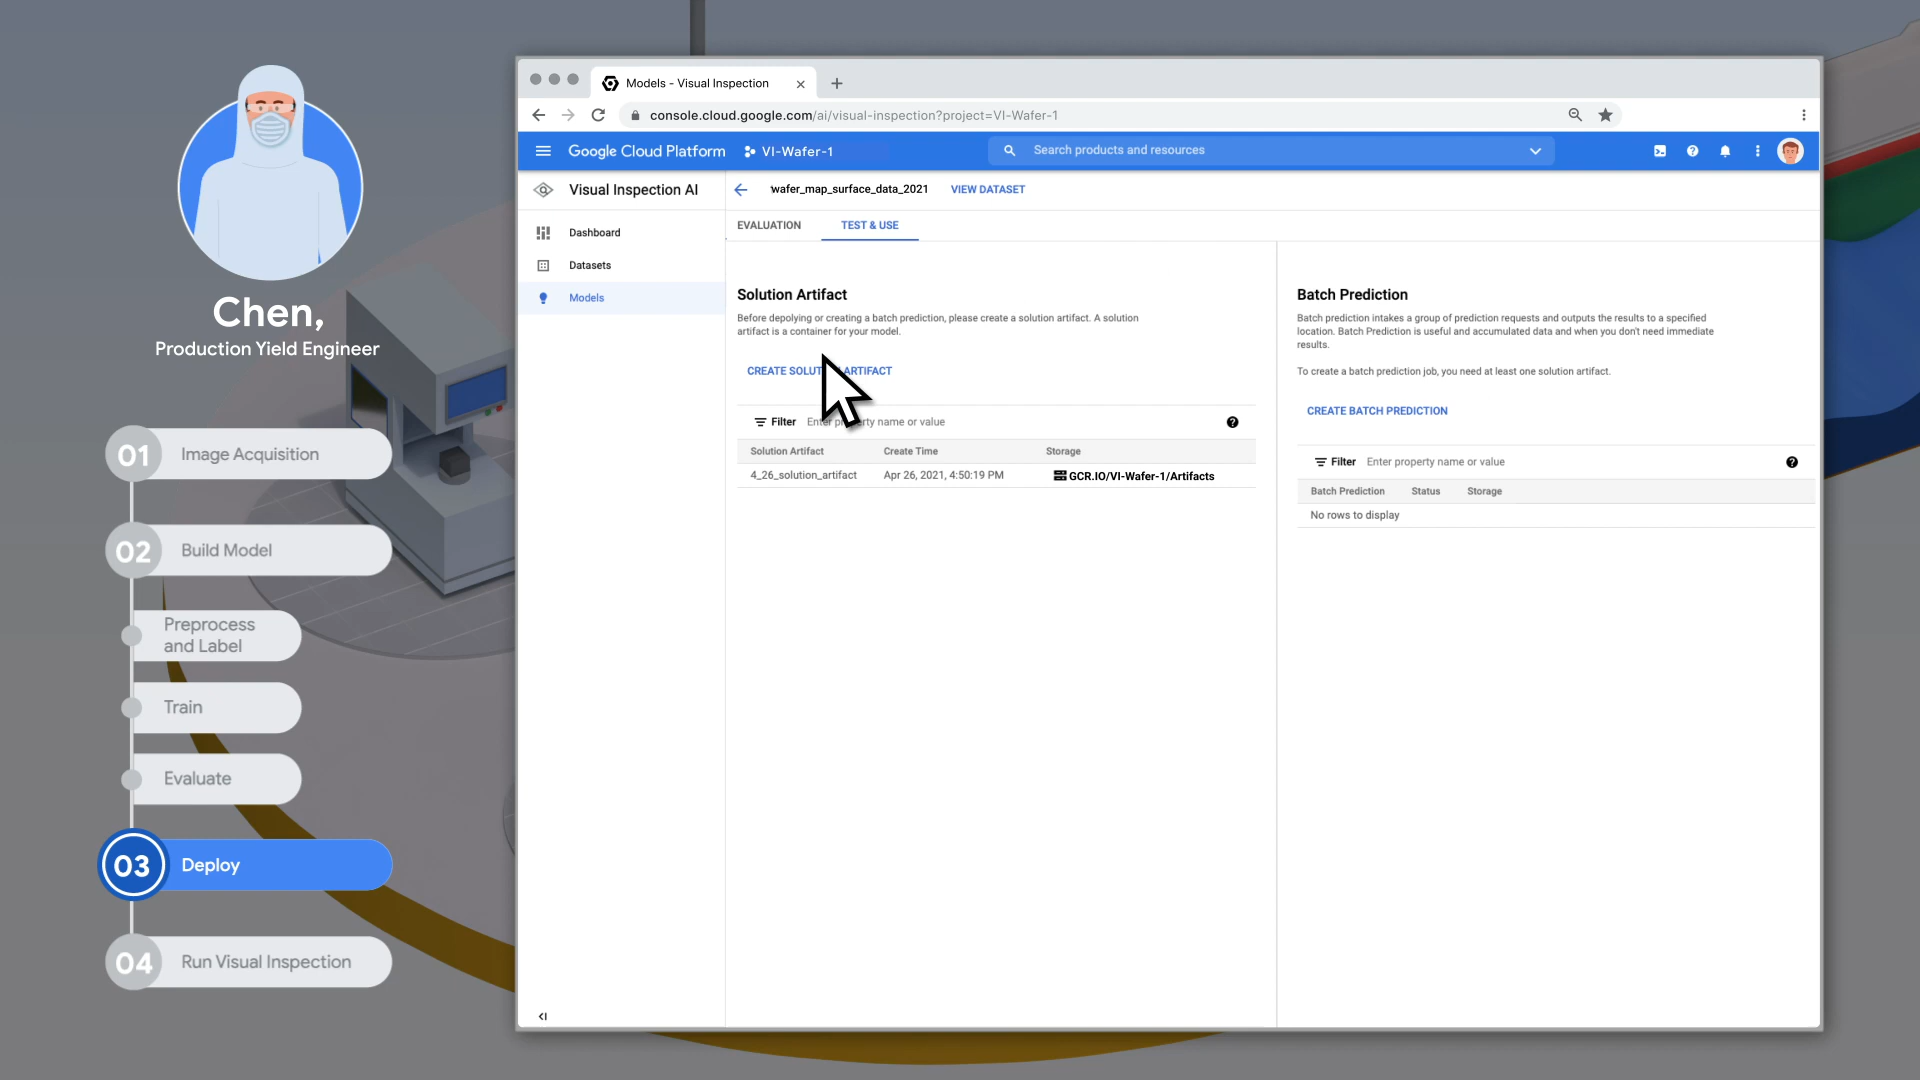 Chen,
Production Yield Engineer
01 Image Acquisition
02 Build Model
Preprocess
and Label
Train
Evaluate
03 Deploy
04 Run Visual Inspection
Models - Visual Inspection
console.cloud.google.com/ai/visual-inspection?project=VI-Wafer-1
Google Cloud Platform VI-Wafer-1 Search products and resources
Visual Inspection AI
Dashboard
Datasets
Models
wafer_map_surface_data_2021 VIEW DATASET
EVALUATION TEST & USE
Solution Artifact
Before depolying or creating a batch prediction, please create a solution artifact. A solution
artifact is a container for your model.
CREATE SOLUT ARTIFACT
Filter Enter property name or value
Solution Artifact Create Time Storage
4_26_solution_artifact Apr 26, 2021, 4:50:19 PM GCR.IO/VI-Wafer-1/Artifacts
Batch Prediction
Batch prediction intakes a group of prediction requests and outputs the results to a specified
location. Batch Prediction is useful and accumulated data and when you don't need immediate
results.
To create a batch prediction job, you need at least one solution artifact.
CREATE BATCH PREDICTION
Filter Enter property name or value
Batch Prediction Status Storage
No rows to display